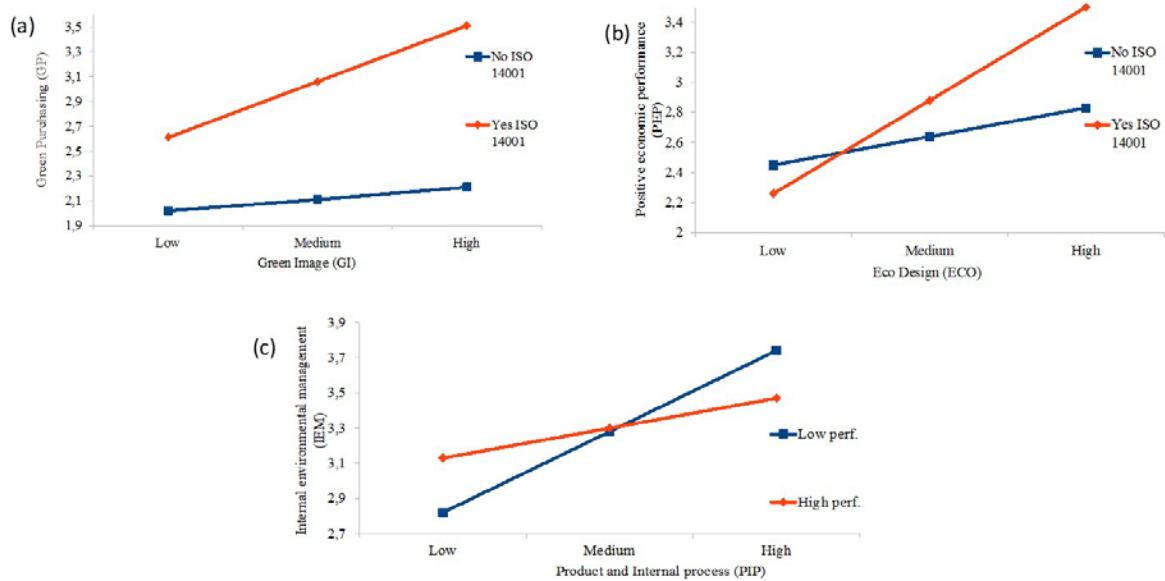 (a)
Green Purchasing (GP)
3,5
3,3
3,1
2,9
2,7
2,5
2,3
2,1
1,9
Low
Medium
High
Green Image (GI)
No ISO
14001
Yes ISO
14001
(b)
Positive economic performance
(PEP)
3,4
3,2
3
2,8
2,6
2,4
2,2
2
Low
Medium
High
Eco Design (ECO)
No ISO
14001
Yes ISO
14001
(c)
Internal environmental management
(IEM)
3,9
3,7
3,5
3,3
3,1
2,9
2,7
Low
Medium
High
Product and Internal process (PIP)
Low perf.
High perf.